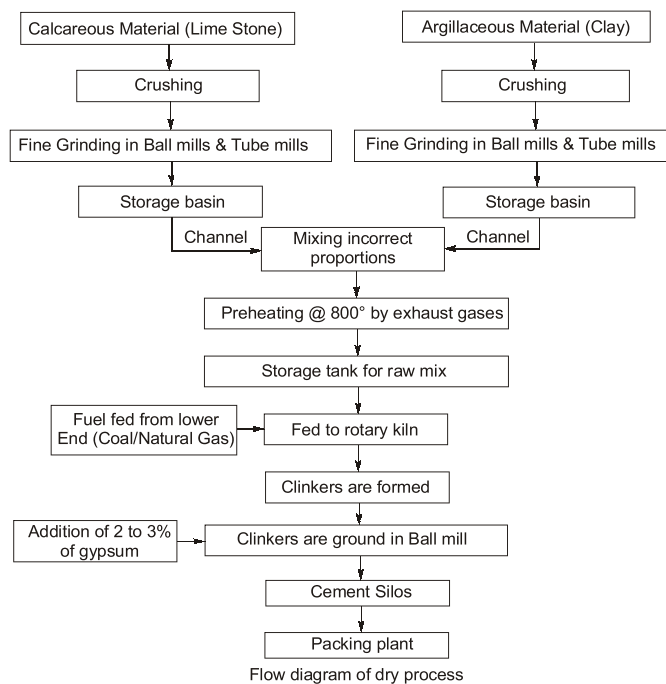 Calcareous Material (Lime Stone)
Argillaceous Material (Clay)
Crushing
Crushing
Fine Grinding in Ball mills & Tube mills
Fine Grinding in Ball mills & Tube mills
Storage basin
Storage basin
Channel
Channel
Mixing incorrect
proportions
Preheating @ 800° by exhaust gases
Storage tank for raw mix
Fuel fed from lower
End (Coal/Natural Gas)
Fed to rotary kiln
Clinkers are formed
Addition of 2 to 3%
of gypsum
Clinkers are ground in Ball mill
Cement Silos
Packing plant
Flow diagram of dry process